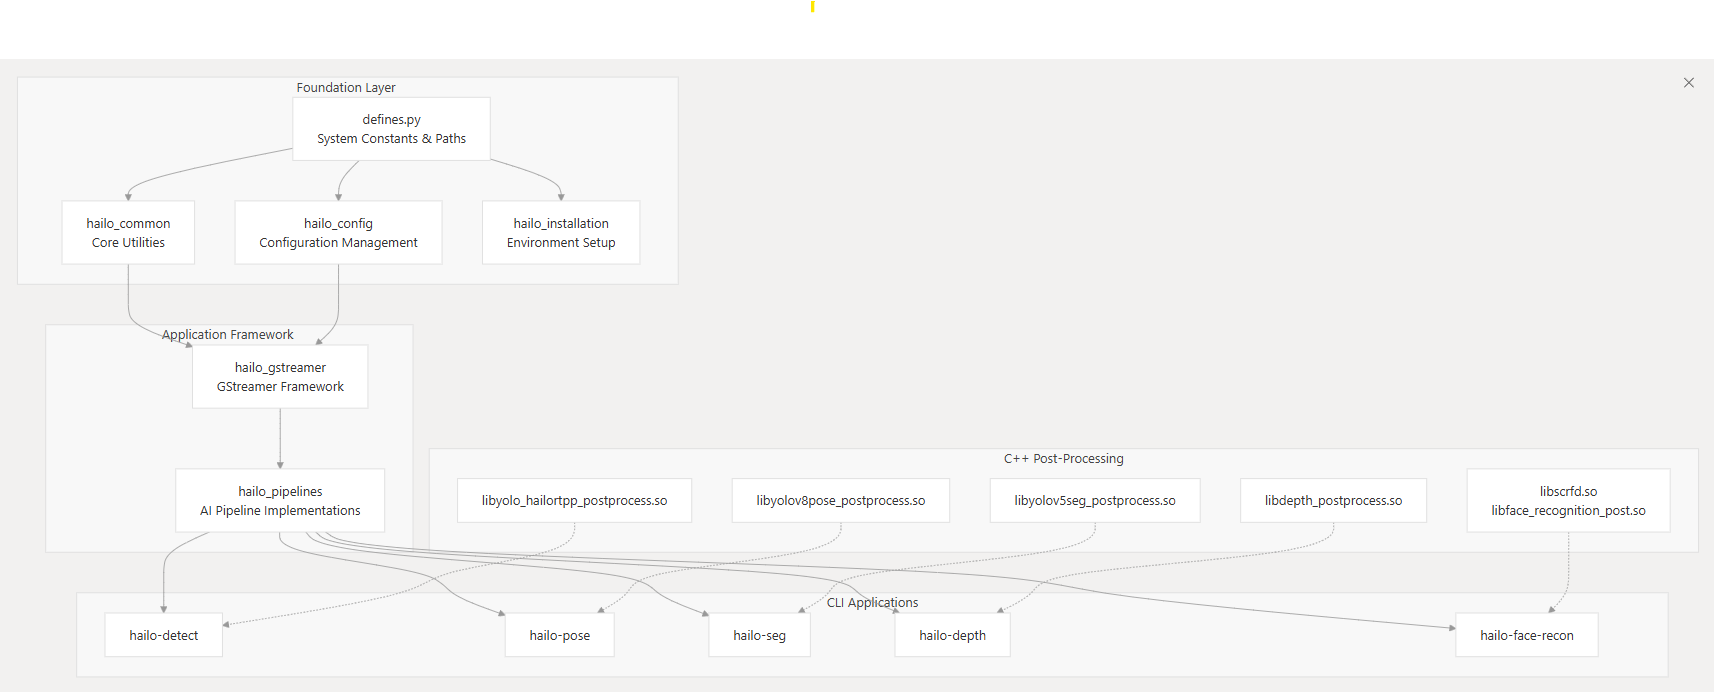 Foundation Layer
defines.py
System Constants & Paths
hailo_common
Core Utilities
hailo_config
Configuration Management
hailo_installation
Environment Setup
Application Framework
hailo_gstreamer
GStreamer Framework
hailo_pipelines
AI Pipeline Implementations
C++ Post-Processing
libyolo_hailortpp_postprocess.so
libyolov8pose_postprocess.so
libyolov5seg_postprocess.so
libdepth_postprocess.so
libscrfd.so
libface_recognition_post.so
CLI Applications
hailo-detect
hailo-pose
hailo-seg
hailo-depth
hailo-face-recon